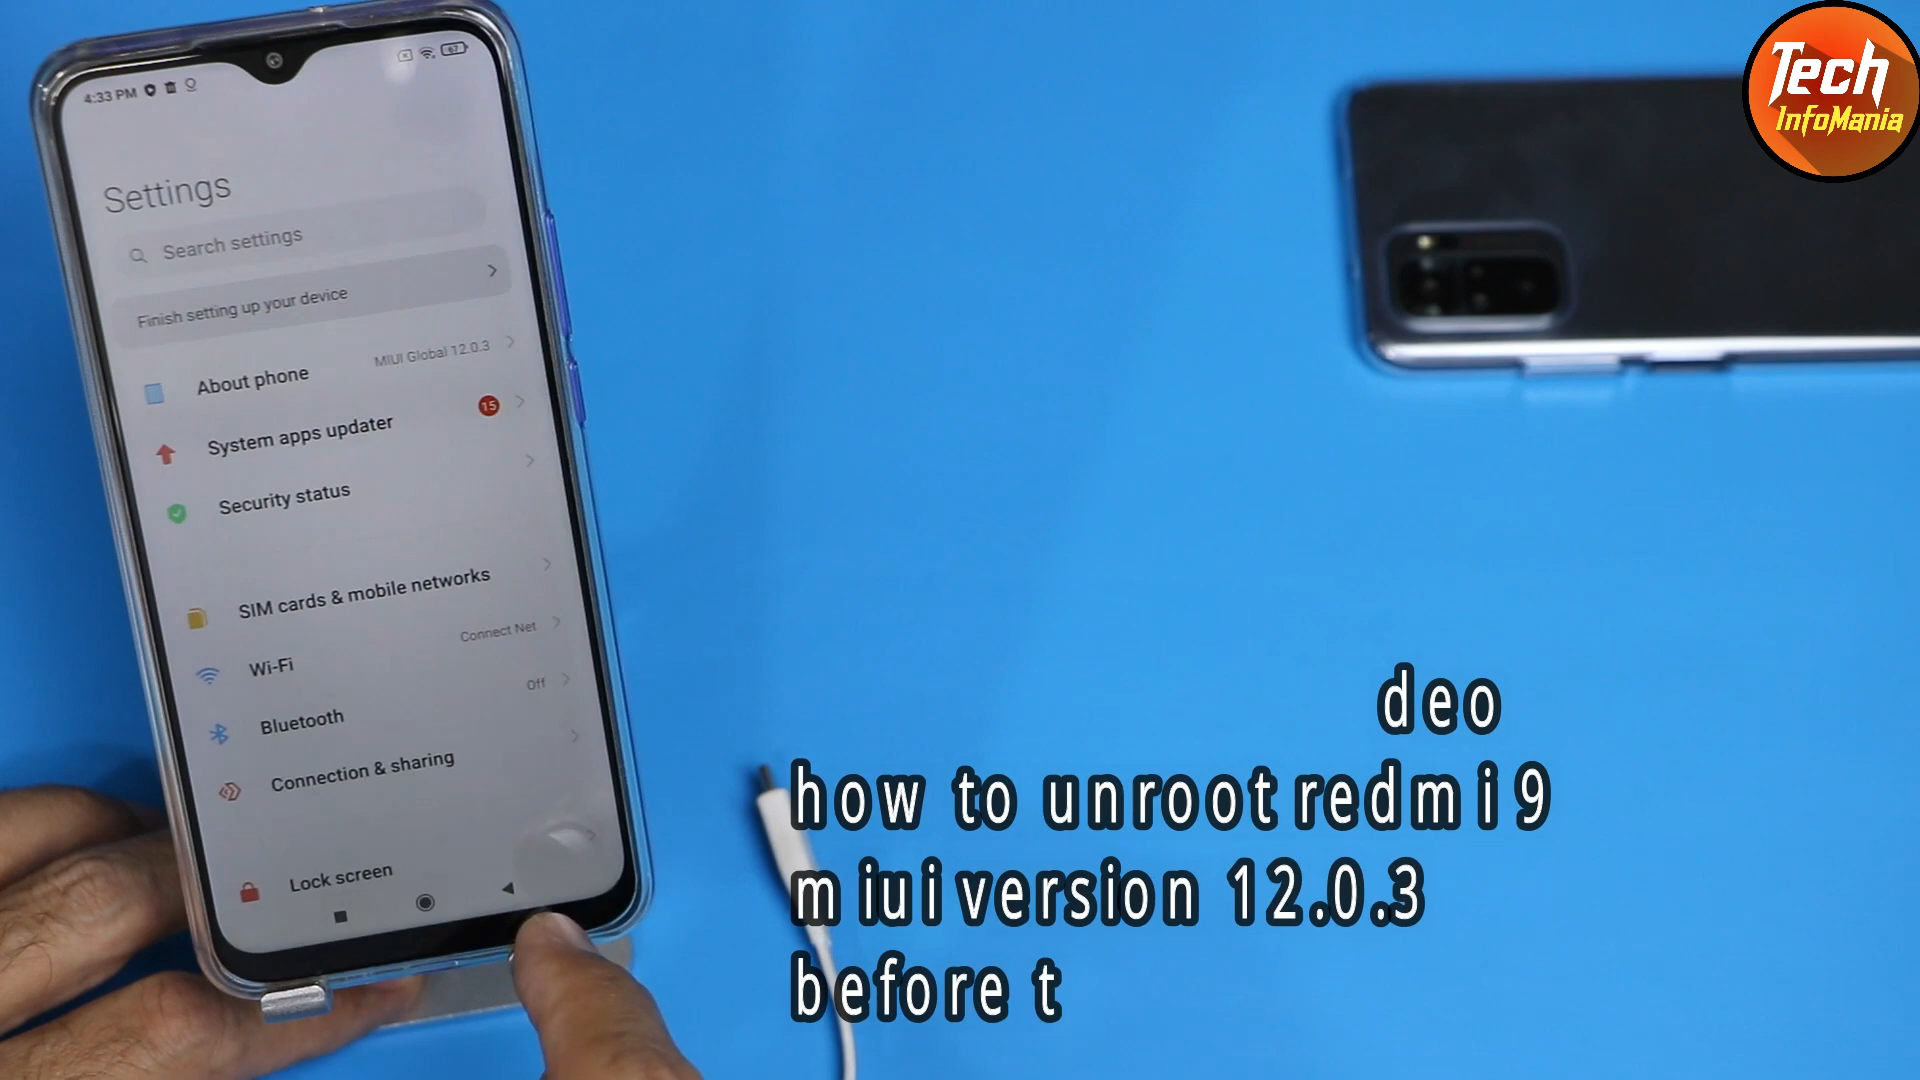 Tech
InfoMania
4:33 PM
67
Settings
Search settings
Finish setting up your device
About phone
MIUI Global 12.0.3
System apps updater
15
Security status
SIM cards & mobile networks
Wi-Fi
Connect Net
Bluetooth
Off
Connection & sharing
Lock screen
deo
how to unroot redmi 9
miui version 12.0.3
before t